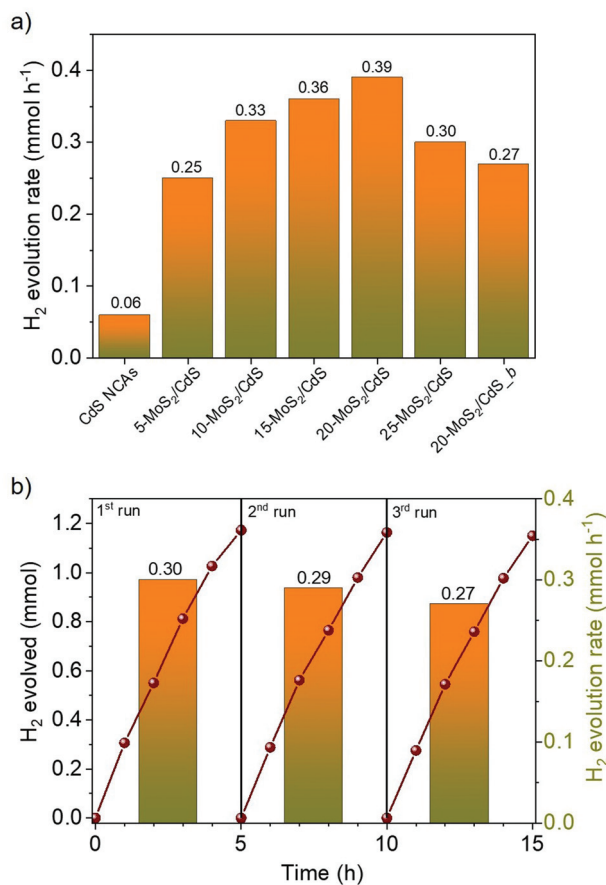 a)
H₂ evolution rate (mmol h⁻¹)
0.4
0.3
0.2
0.1
0.0
0.06
0.25
0.33
0.36
0.39
0.30
0.27
CdS NCAs
5-MoS₂/CdS
10-MoS₂/CdS
15-MoS₂/CdS
20-MoS₂/CdS
25-MoS₂/CdS
20-MoS₂/CdS_b
b)
H₂ evolved (mmol)
1.2
1.0
0.8
0.6
0.4
0.2
0.0
1ˢᵗ run
2ⁿᵈ run
3ʳᵈ run
0.30
0.29
0.27
0.4
0.3
0.2
0.1
0.0
H₂ evolution rate (mmol h⁻¹)
0
5
10
15
Time (h)